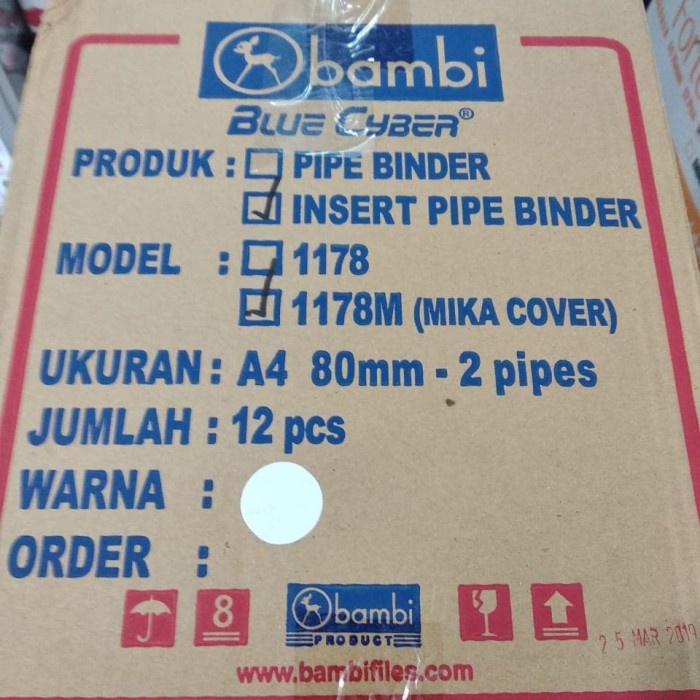 bambi
BLUE CYBER®
PRODUK : PIPE BINDER
INSERT PIPE BINDER
MODEL : 1178
1178M (MIKA COVER)
UKURAN : A4 80mm - 2 pipes
JUMLAH : 12 pcs
WARNA :
ORDER :
8
bambi
PRODUCT
25 MAR 2019
www.bambifiles.com